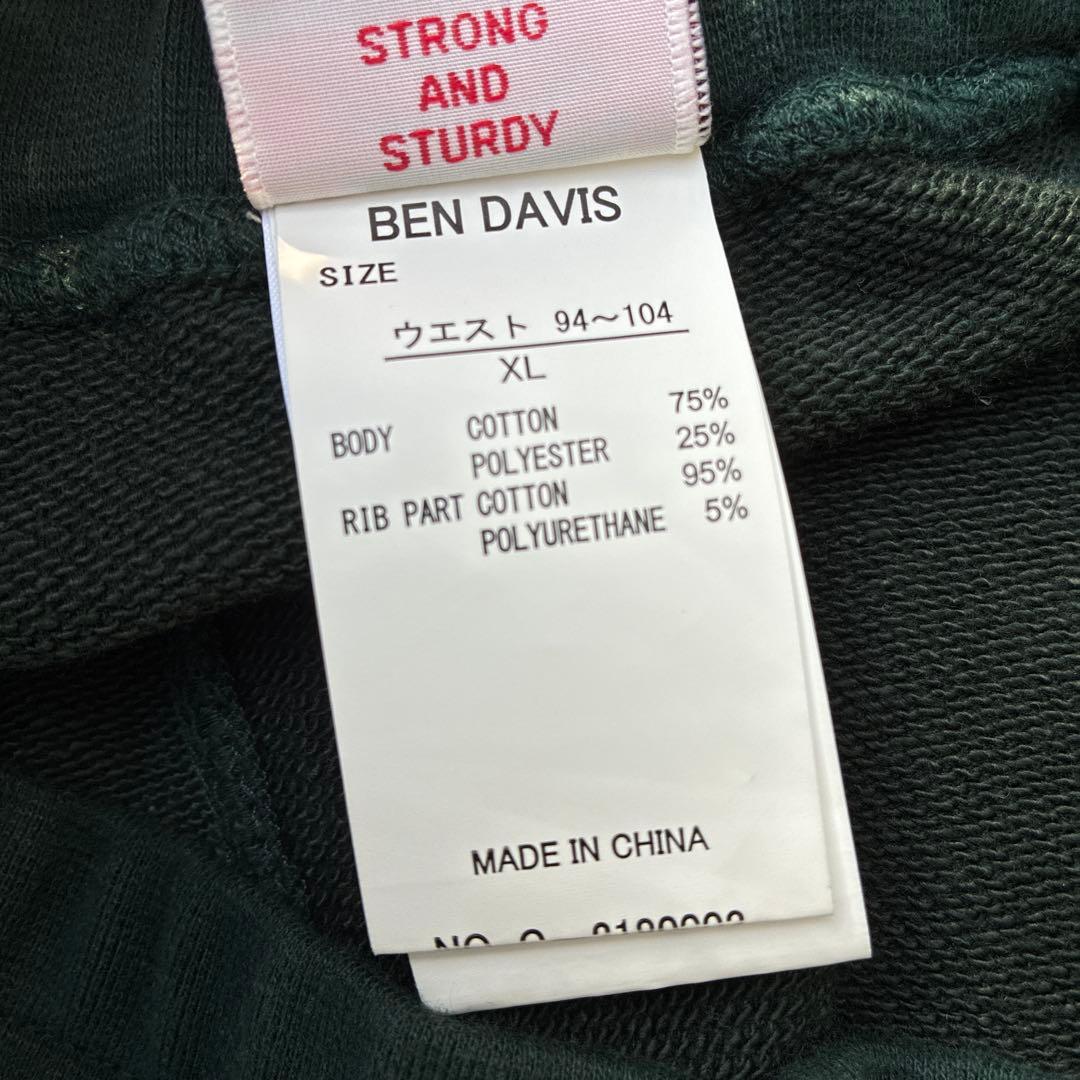 STRONG
AND
STURDY
BEN DAVIS
SIZE
ウエスト 94～104
XL
BODY COTTON 75%
POLYESTER 25%
RIB PART COTTON 95%
POLYURETHANE 5%
MADE IN CHINA